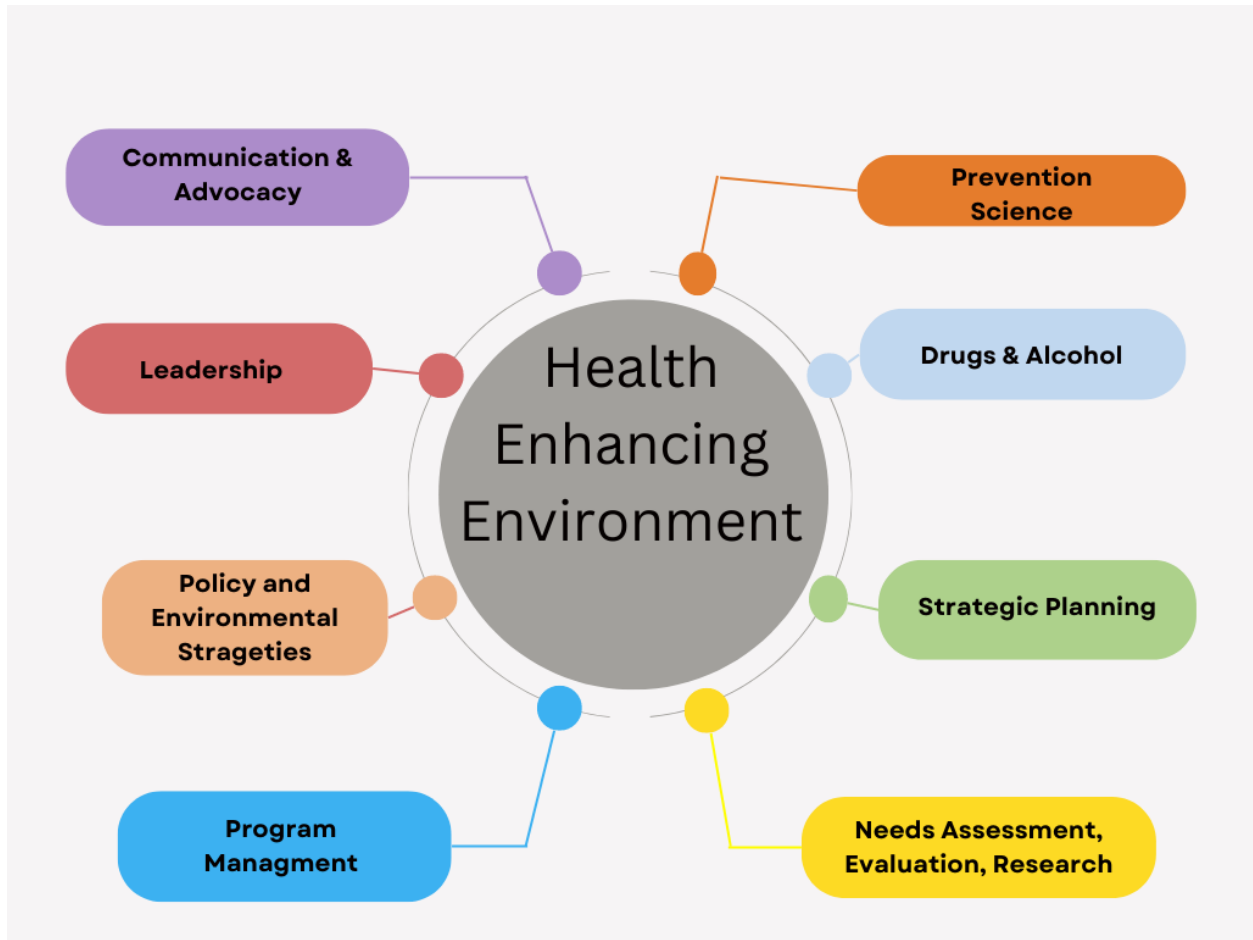 Communication &
Advocacy
Prevention
Science
Leadership
Drugs & Alcohol
Health
Enhancing
Environment
Policy and
Environmental
Strageties
Strategic Planning
Program
Managment
Needs Assessment,
Evaluation, Research